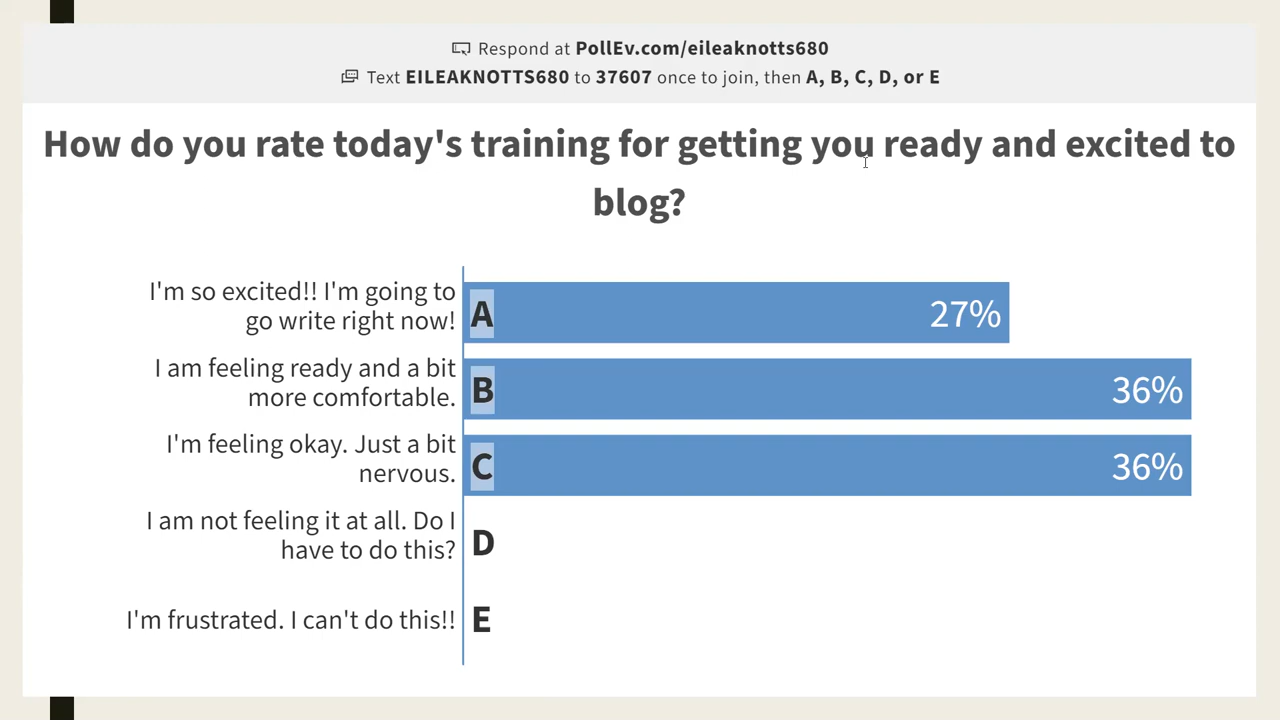 Respond at PollEv.com/eileaknotts680
Text EILEAKNOTTS680 to 37607 once to join, then A, B, C, D, or E
How do you rate today's training for getting you ready and excited to
blog?
I'm so excited!! I'm going to
go write right now!
A
27%
I am feeling ready and a bit
more comfortable.
B
36%
I'm feeling okay. Just a bit
nervous.
C
36%
I am not feeling it at all. Do I
have to do this?
D
I'm frustrated. I can't do this!!
E